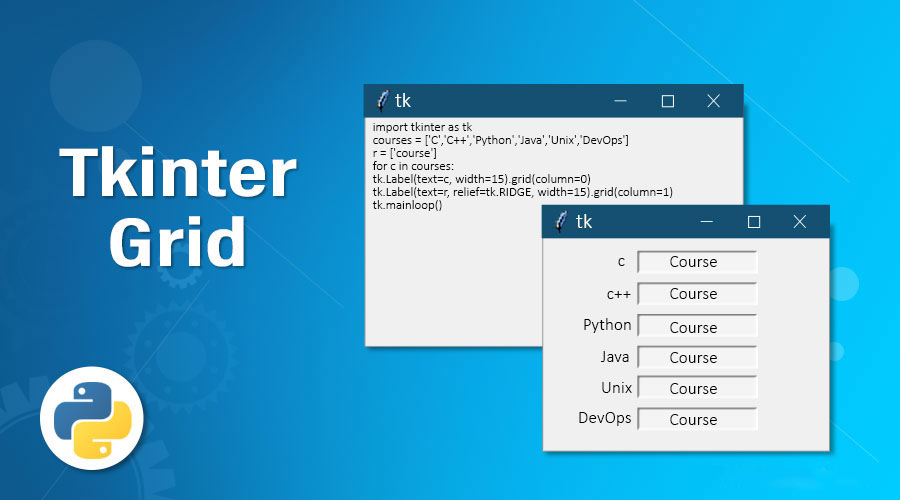 Tkinter
Grid
tk
import tkinter as tk
courses = ['C','C++','Python','Java','Unix','DevOps']
r = ['course']
for c in courses:
tk.Label(text=c, width=15).grid(column=0)
tk.Label(text=r, relief=tk.RIDGE, width=15).grid(column=1)
tk.mainloop()
tk
c Course
c++ Course
Python Course
Java Course
Unix Course
DevOps Course